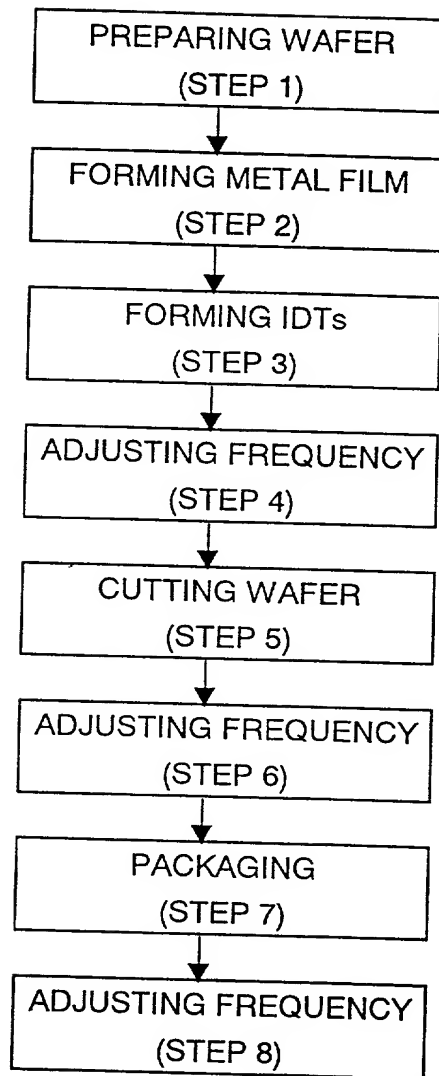 PREPARING WAFER
(STEP 1)
FORMING METAL FILM
(STEP 2)
FORMING IDTs
(STEP 3)
ADJUSTING FREQUENCY
(STEP 4)
CUTTING WAFER
(STEP 5)
ADJUSTING FREQUENCY
(STEP 6)
PACKAGING
(STEP 7)
ADJUSTING FREQUENCY
(STEP 8)